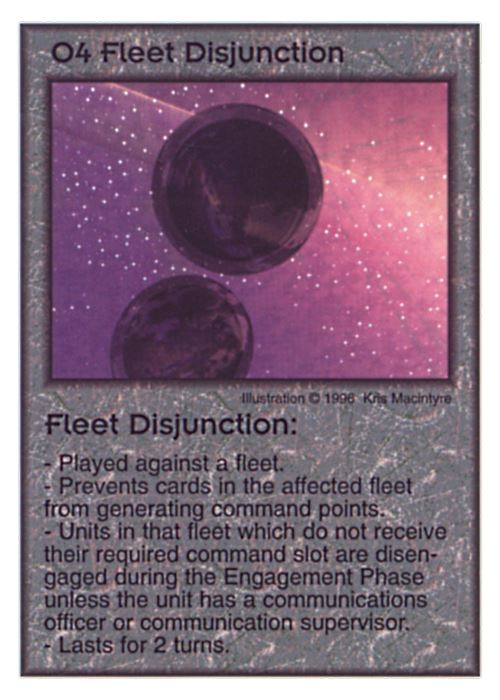 O4 Fleet Disjunction
Illustration © 1996 Kris Macintyre
Fleet Disjunction:
- Played against a fleet.
- Prevents cards in the affected fleet
from generating command points.
- Units in that fleet which do not receive
their required command slot are disen-
gaged during the Engagement Phase
unless the unit has a communications
officer or communication supervisor.
- Lasts for 2 turns.